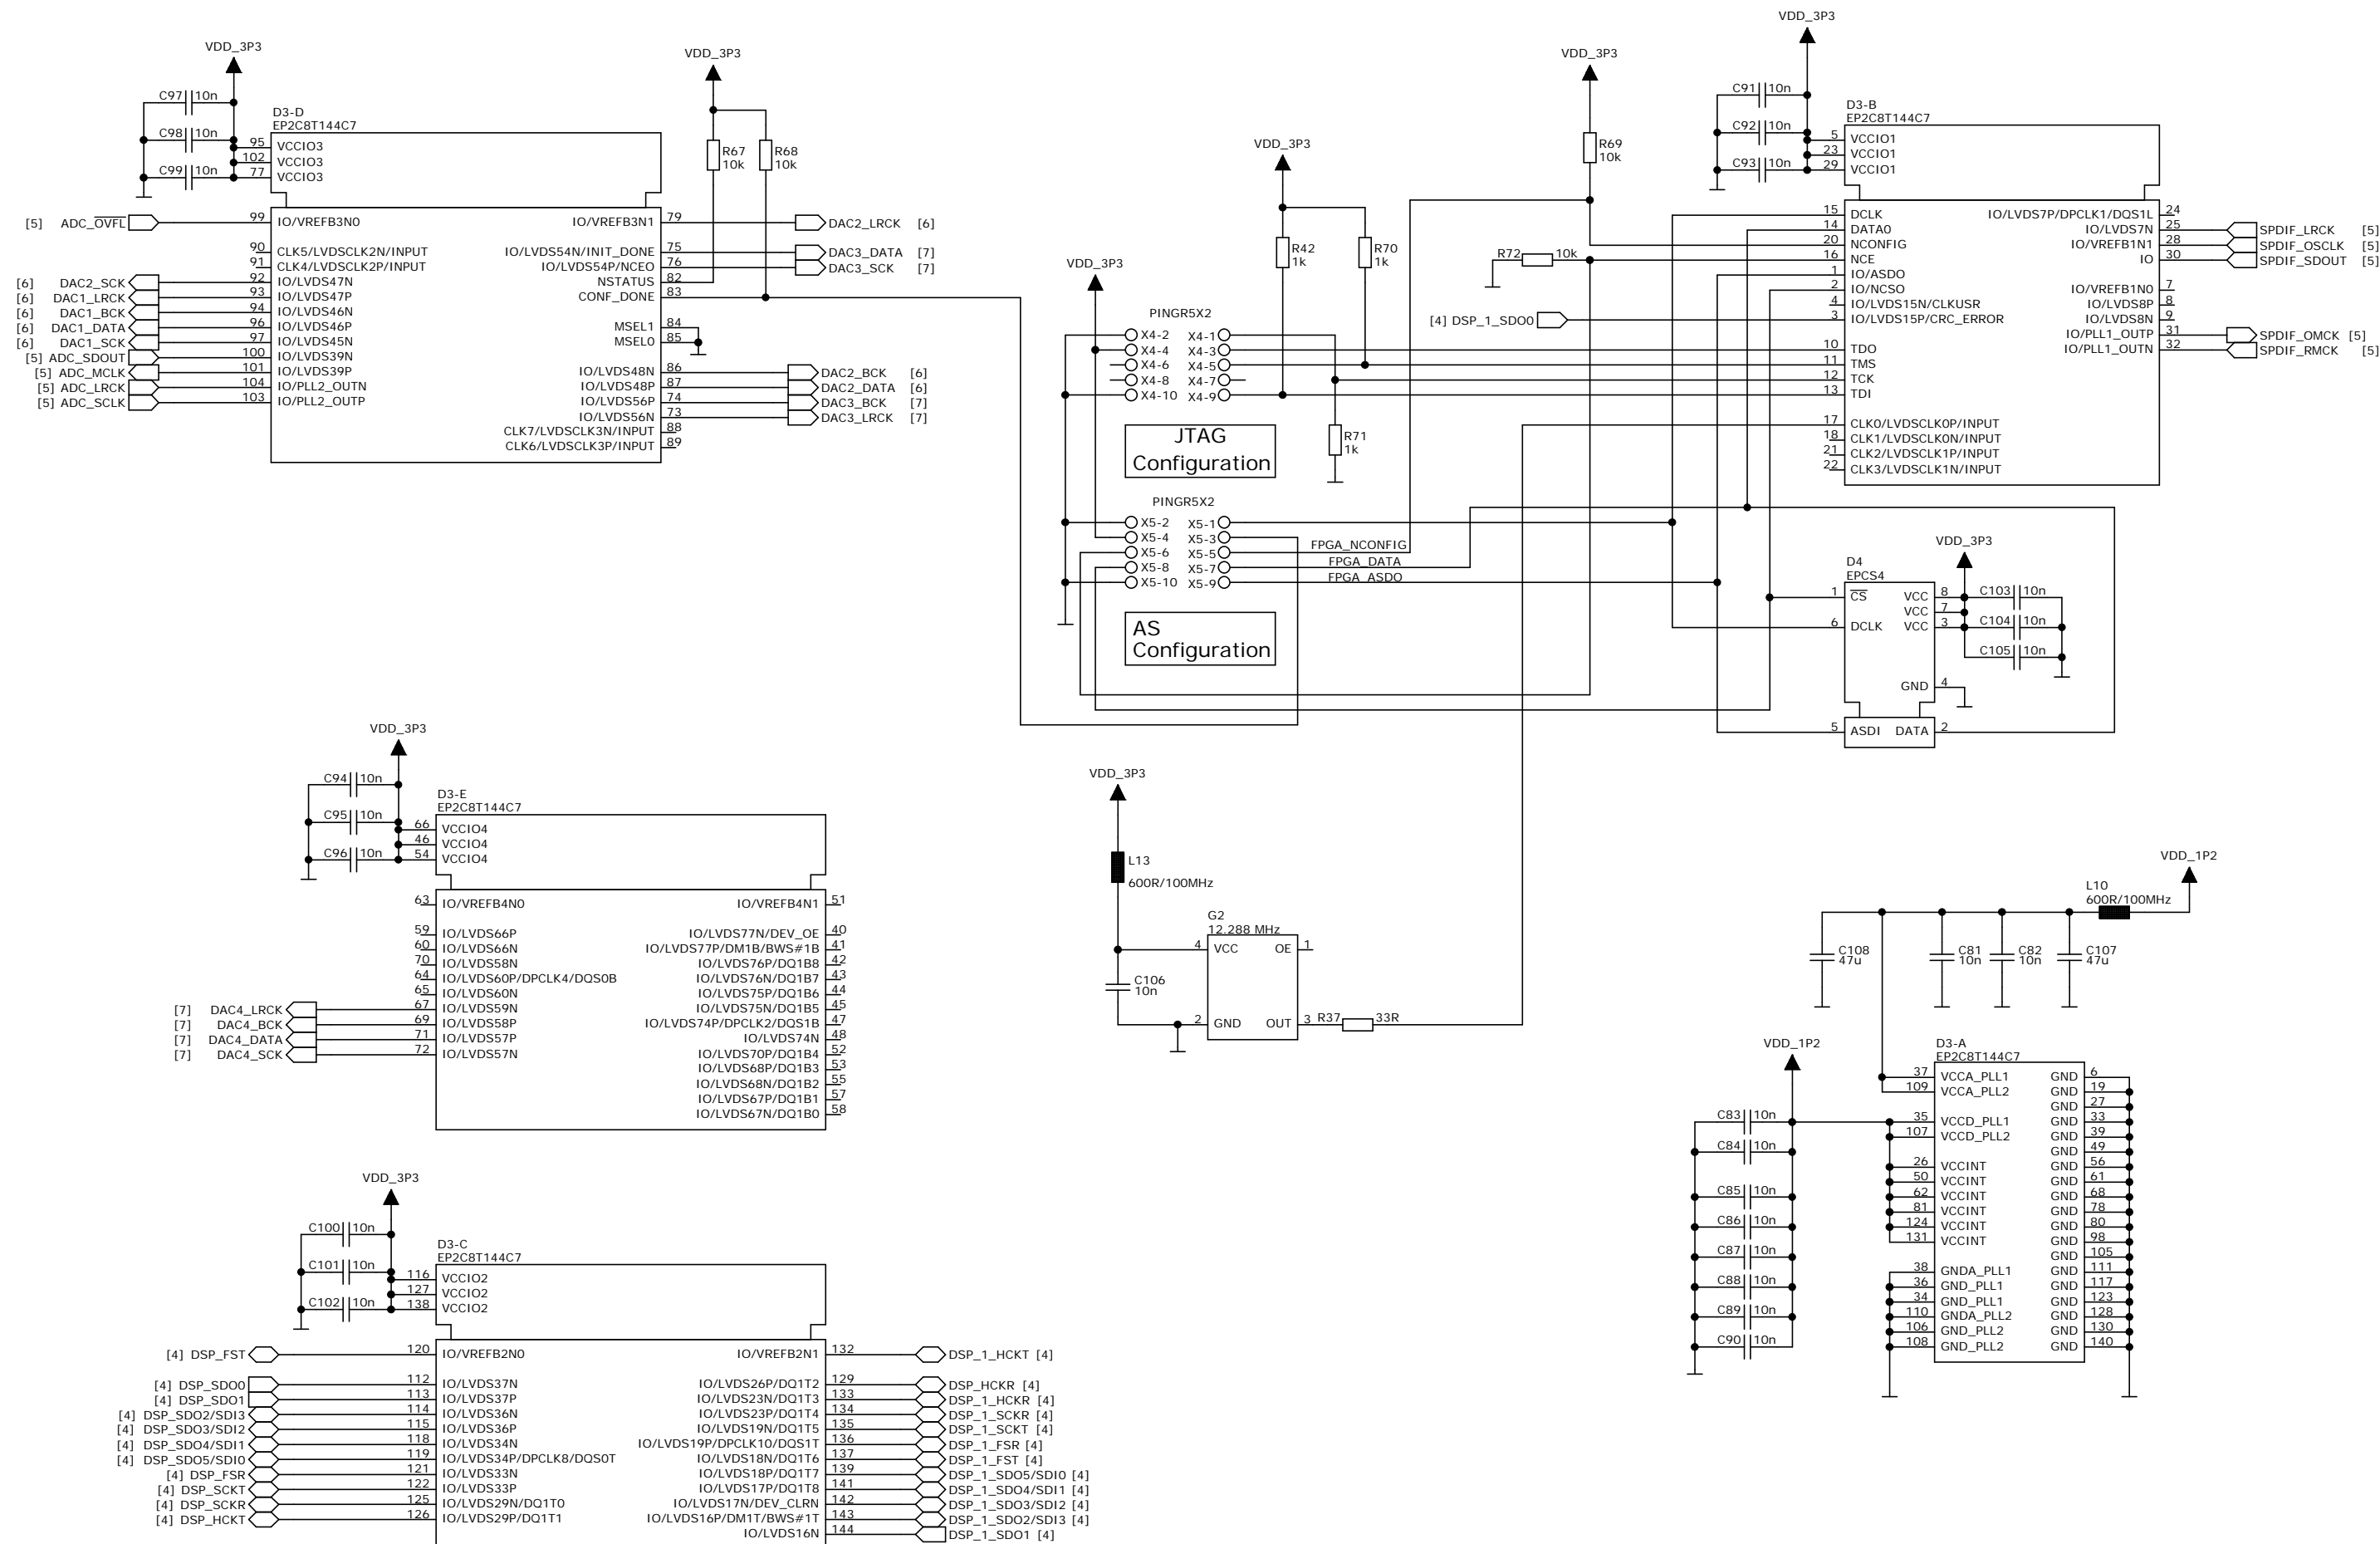 VDD_3P3
C97 10n
C98 10n
C99 10n
D3-D
EP2C8T144C7
95 VCCIO3
102 VCCIO3
77 VCCIO3
VDD_3P3
R67
10k
R68
10k
[5] ADC_OVFL 99 IO/VREFB3N0
90 CLK5/LVDSCLK2N/INPUT
91 CLK4/LVDSCLK2P/INPUT
[6] DAC2_SCK 92 IO/LVDS47N
[6] DAC1_LRCK 93 IO/LVDS47P
[6] DAC1_BCK 94 IO/LVDS46N
[6] DAC1_DATA 96 IO/LVDS46P
[6] DAC1_SCK 97 IO/LVDS45N
[5] ADC_SDOUT 100 IO/LVDS39N
[5] ADC_MCLK 101 IO/LVDS39P
[5] ADC_LRCK 104 IO/PLL2_OUTN
[5] ADC_SCLK 103 IO/PLL2_OUTP
IO/VREFB3N1 79 DAC2_LRCK [6]
IO/LVDS54N/INIT_DONE 75 DAC3_DATA [7]
IO/LVDS54P/NCEO 76 DAC3_SCK [7]
NSTATUS 82
CONF_DONE 83
MSEL1 84
MSEL0 85
IO/LVDS48N 86 DAC2_BCK [6]
IO/LVDS48P 87 DAC2_DATA [6]
IO/LVDS56P 74 DAC3_BCK [7]
IO/LVDS56N 73 DAC3_LRCK [7]
CLK7/LVDSCLK3N/INPUT 88
CLK6/LVDSCLK3P/INPUT 89
VDD_3P3
VDD_3P3
R42
1k
R70
1k
PINGR5X2
X4-2 X4-1
X4-4 X4-3
X4-6 X4-5
X4-8 X4-7
X4-10 X4-9
JTAG
Configuration
R71
1k
PINGR5X2
X5-2 X5-1
X5-4 X5-3
X5-6 X5-5 FPGA_NCONFIG
X5-8 X5-7 FPGA_DATA
X5-10 X5-9 FPGA_ASDO
AS
Configuration
VDD_3P3
R69
10k
R72 10k
[4] DSP_1_SDO0
VDD_3P3
C91 10n
C92 10n
C93 10n
D3-B
EP2C8T144C7
5 VCCIO1
23 VCCIO1
29 VCCIO1
15 DCLK
14 DATA0
20 NCONFIG
16 NCE
1 IO/ASDO
2 IO/NCSO
4 IO/LVDS15N/CLKUSR
3 IO/LVDS15P/CRC_ERROR
10 TDO
11 TMS
12 TCK
13 TDI
17 CLK0/LVDSCLK0P/INPUT
18 CLK1/LVDSCLK0N/INPUT
21 CLK2/LVDSCLK1P/INPUT
22 CLK3/LVDSCLK1N/INPUT
IO/LVDS7P/DPCLK1/DQS1L 24
IO/LVDS7N 25 SPDIF_LRCK [5]
IO/VREFB1N1 28 SPDIF_OSCLK [5]
IO 30 SPDIF_SDOUT [5]
IO/VREFB1N0 7
IO/LVDS8P 8
IO/LVDS8N 9
IO/PLL1_OUTP 31 SPDIF_OMCK [5]
IO/PLL1_OUTN 32 SPDIF_RMCK [5]
VDD_3P3
D4
EPCS4
1 CS VCC 8 C103 10n
VCC 7
6 DCLK VCC 3 C104 10n
C105 10n
GND 4
5 ASDI DATA 2
VDD_3P3
C94 10n
C95 10n
C96 10n
D3-E
EP2C8T144C7
66 VCCIO4
46 VCCIO4
54 VCCIO4
63 IO/VREFB4N0
59 IO/LVDS66P
60 IO/LVDS66N
70 IO/LVDS58N
64 IO/LVDS60P/DPCLK4/DQS0B
65 IO/LVDS60N
[7] DAC4_LRCK 67 IO/LVDS59N
[7] DAC4_BCK 69 IO/LVDS58P
[7] DAC4_DATA 71 IO/LVDS57P
[7] DAC4_SCK 72 IO/LVDS57N
IO/VREFB4N1 51
IO/LVDS77N/DEV_OE 40
IO/LVDS77P/DM1B/BWS#1B 41
IO/LVDS76P/DQ1B8 42
IO/LVDS76N/DQ1B7 43
IO/LVDS75P/DQ1B6 44
IO/LVDS75N/DQ1B5 45
IO/LVDS74P/DPCLK2/DQS1B 47
IO/LVDS74N 48
IO/LVDS70P/DQ1B4 52
IO/LVDS68P/DQ1B3 53
IO/LVDS68N/DQ1B2 55
IO/LVDS67P/DQ1B1 57
IO/LVDS67N/DQ1B0 58
VDD_3P3
L13
600R/100MHz
G2
12.288 MHz
4 VCC OE 1
C106
10n
2 GND OUT 3 R37 33R
VDD_1P2
L10
600R/100MHz
C108
47u
C81
10n
C82
10n
C107
47u
VDD_1P2
C83 10n
C84 10n
C85 10n
C86 10n
C87 10n
C88 10n
C89 10n
C90 10n
D3-A
EP2C8T144C7
37 VCCA_PLL1 GND 6
109 VCCA_PLL2 GND 19
GND 27
35 VCCD_PLL1 GND 33
107 VCCD_PLL2 GND 39
GND 49
26 VCCINT GND 56
50 VCCINT GND 61
62 VCCINT GND 68
81 VCCINT GND 78
124 VCCINT GND 80
131 VCCINT GND 98
GND 105
38 GNDA_PLL1 GND 111
36 GND_PLL1 GND 117
34 GND_PLL1 GND 123
110 GNDA_PLL2 GND 128
106 GND_PLL2 GND 130
108 GND_PLL2 GND 140
VDD_3P3
C100 10n
C101 10n
C102 10n
D3-C
EP2C8T144C7
116 VCCIO2
127 VCCIO2
138 VCCIO2
[4] DSP_FST 120 IO/VREFB2N0
[4] DSP_SDO0 112 IO/LVDS37N
[4] DSP_SDO1 113 IO/LVDS37P
[4] DSP_SDO2/SDI3 114 IO/LVDS36N
[4] DSP_SDO3/SDI2 115 IO/LVDS36P
[4] DSP_SDO4/SDI1 118 IO/LVDS34N
[4] DSP_SDO5/SDI0 119 IO/LVDS34P/DPCLK8/DQS0T
[4] DSP_FSR 121 IO/LVDS33N
[4] DSP_SCKT 122 IO/LVDS33P
[4] DSP_SCKR 125 IO/LVDS29N/DQ1T0
[4] DSP_HCKT 126 IO/LVDS29P/DQ1T1
IO/VREFB2N1 132 DSP_1_HCKT [4]
IO/LVDS26P/DQ1T2 129 DSP_HCKR [4]
IO/LVDS23N/DQ1T3 133 DSP_1_HCKR [4]
IO/LVDS23P/DQ1T4 134 DSP_1_SCKR [4]
IO/LVDS19N/DQ1T5 135 DSP_1_SCKT [4]
IO/LVDS19P/DPCLK10/DQS1T 136 DSP_1_FSR [4]
IO/LVDS18N/DQ1T6 137 DSP_1_FST [4]
IO/LVDS18P/DQ1T7 139 DSP_1_SDO5/SDI0 [4]
IO/LVDS17P/DQ1T8 141 DSP_1_SDO4/SDI1 [4]
IO/LVDS17N/DEV_CLRN 142 DSP_1_SDO3/SDI2 [4]
IO/LVDS16P/DM1T/BWS#1T 143 DSP_1_SDO2/SDI3 [4]
IO/LVDS16N 144 DSP_1_SDO1 [4]